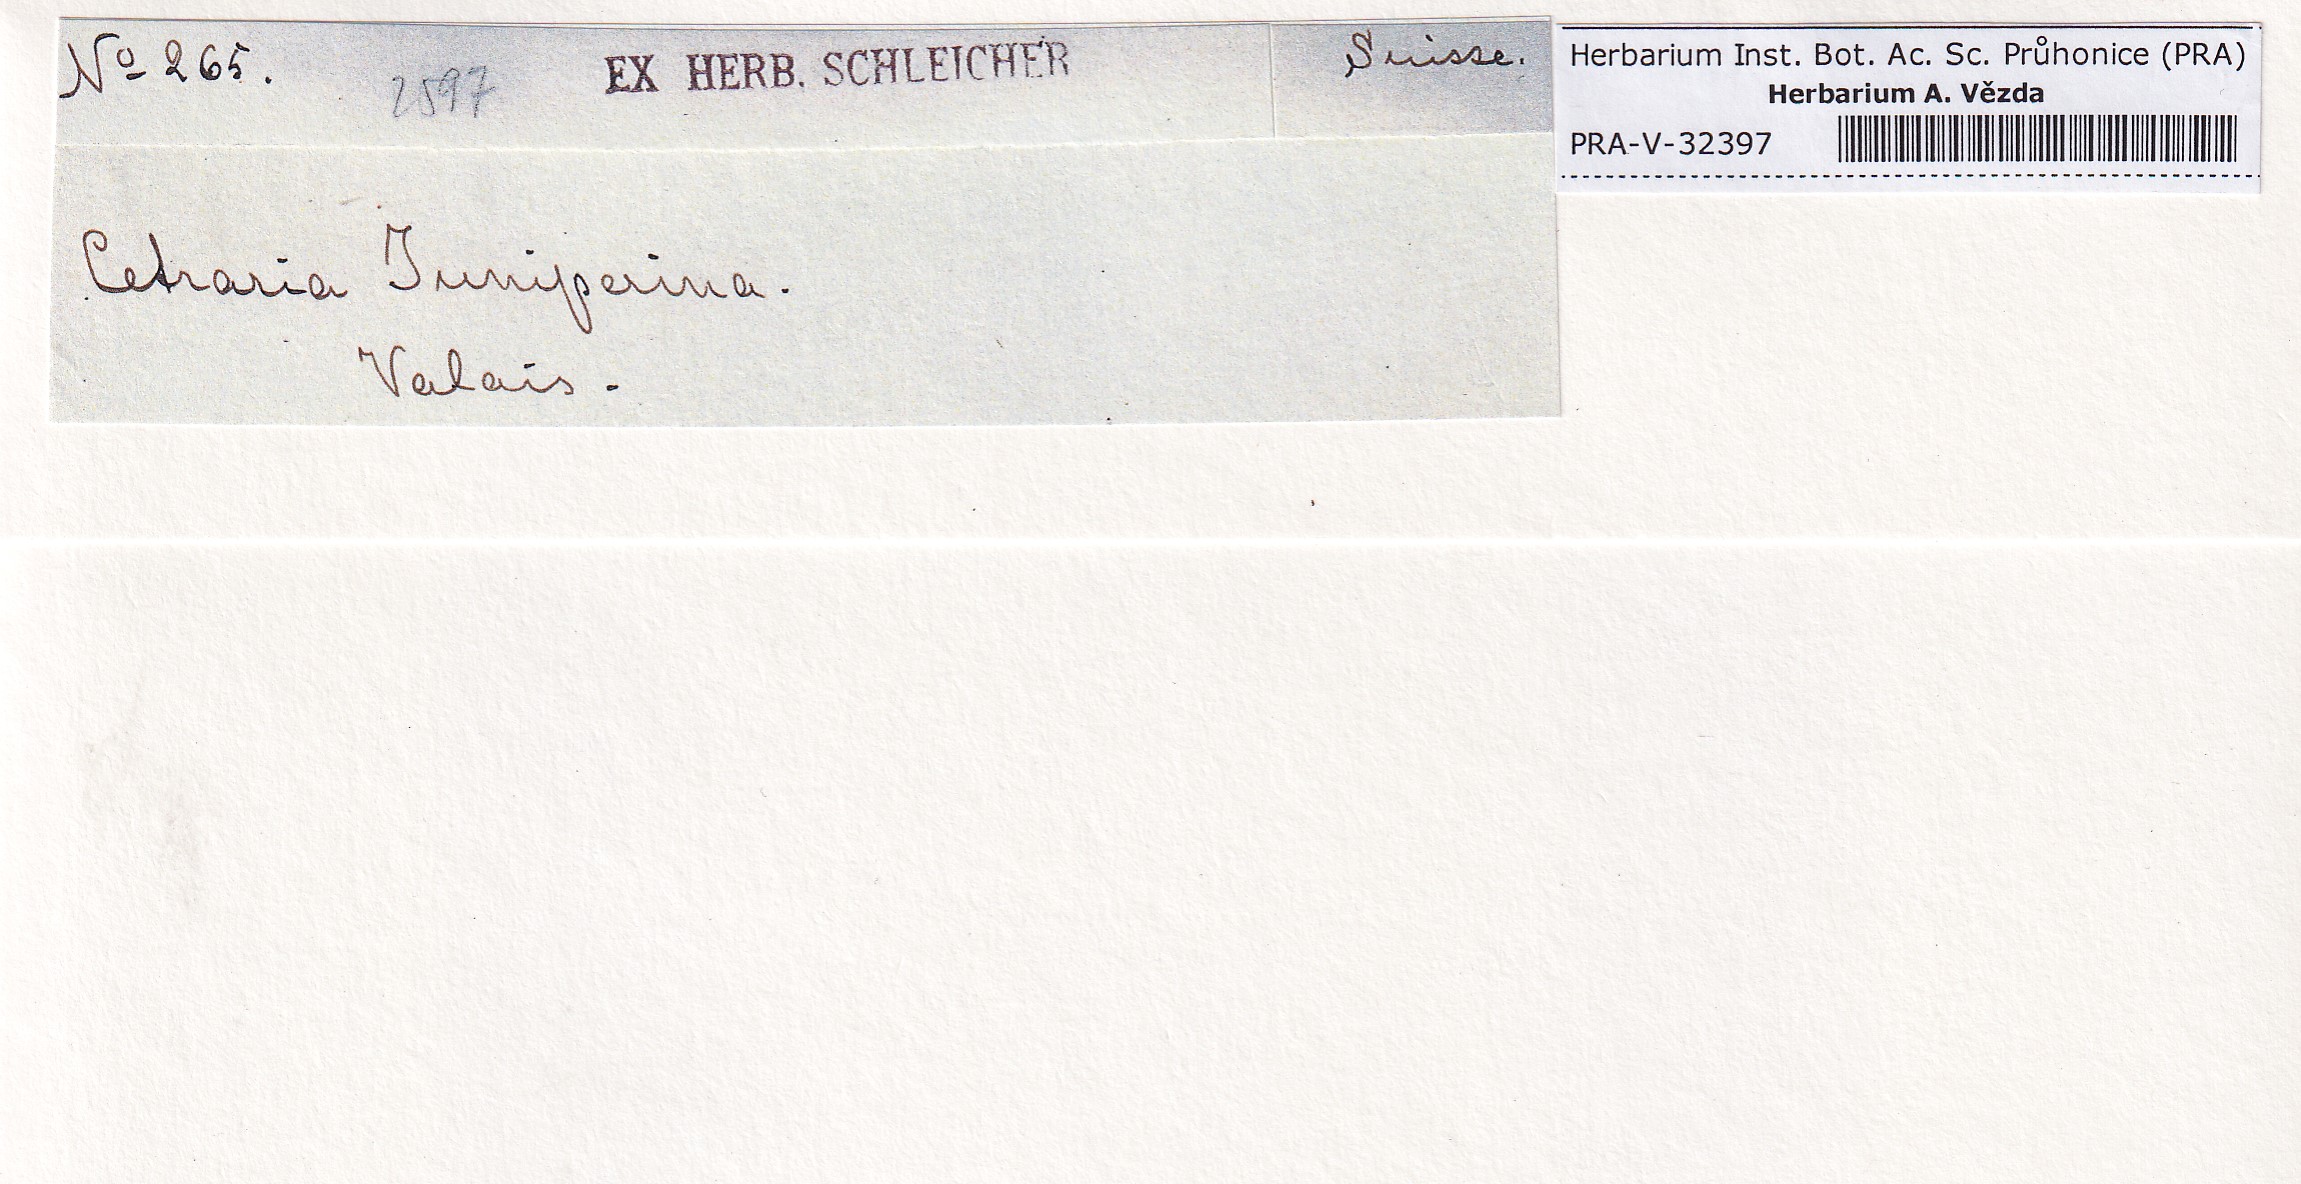 Nº 265.
2597
EX HERB. SCHLEICHER
Suisse.
Cetraria Juniperina.
Valais.
Herbarium Inst. Bot. Ac. Sc. Průhonice (PRA)
Herbarium A. Vězda
PRA-V-32397